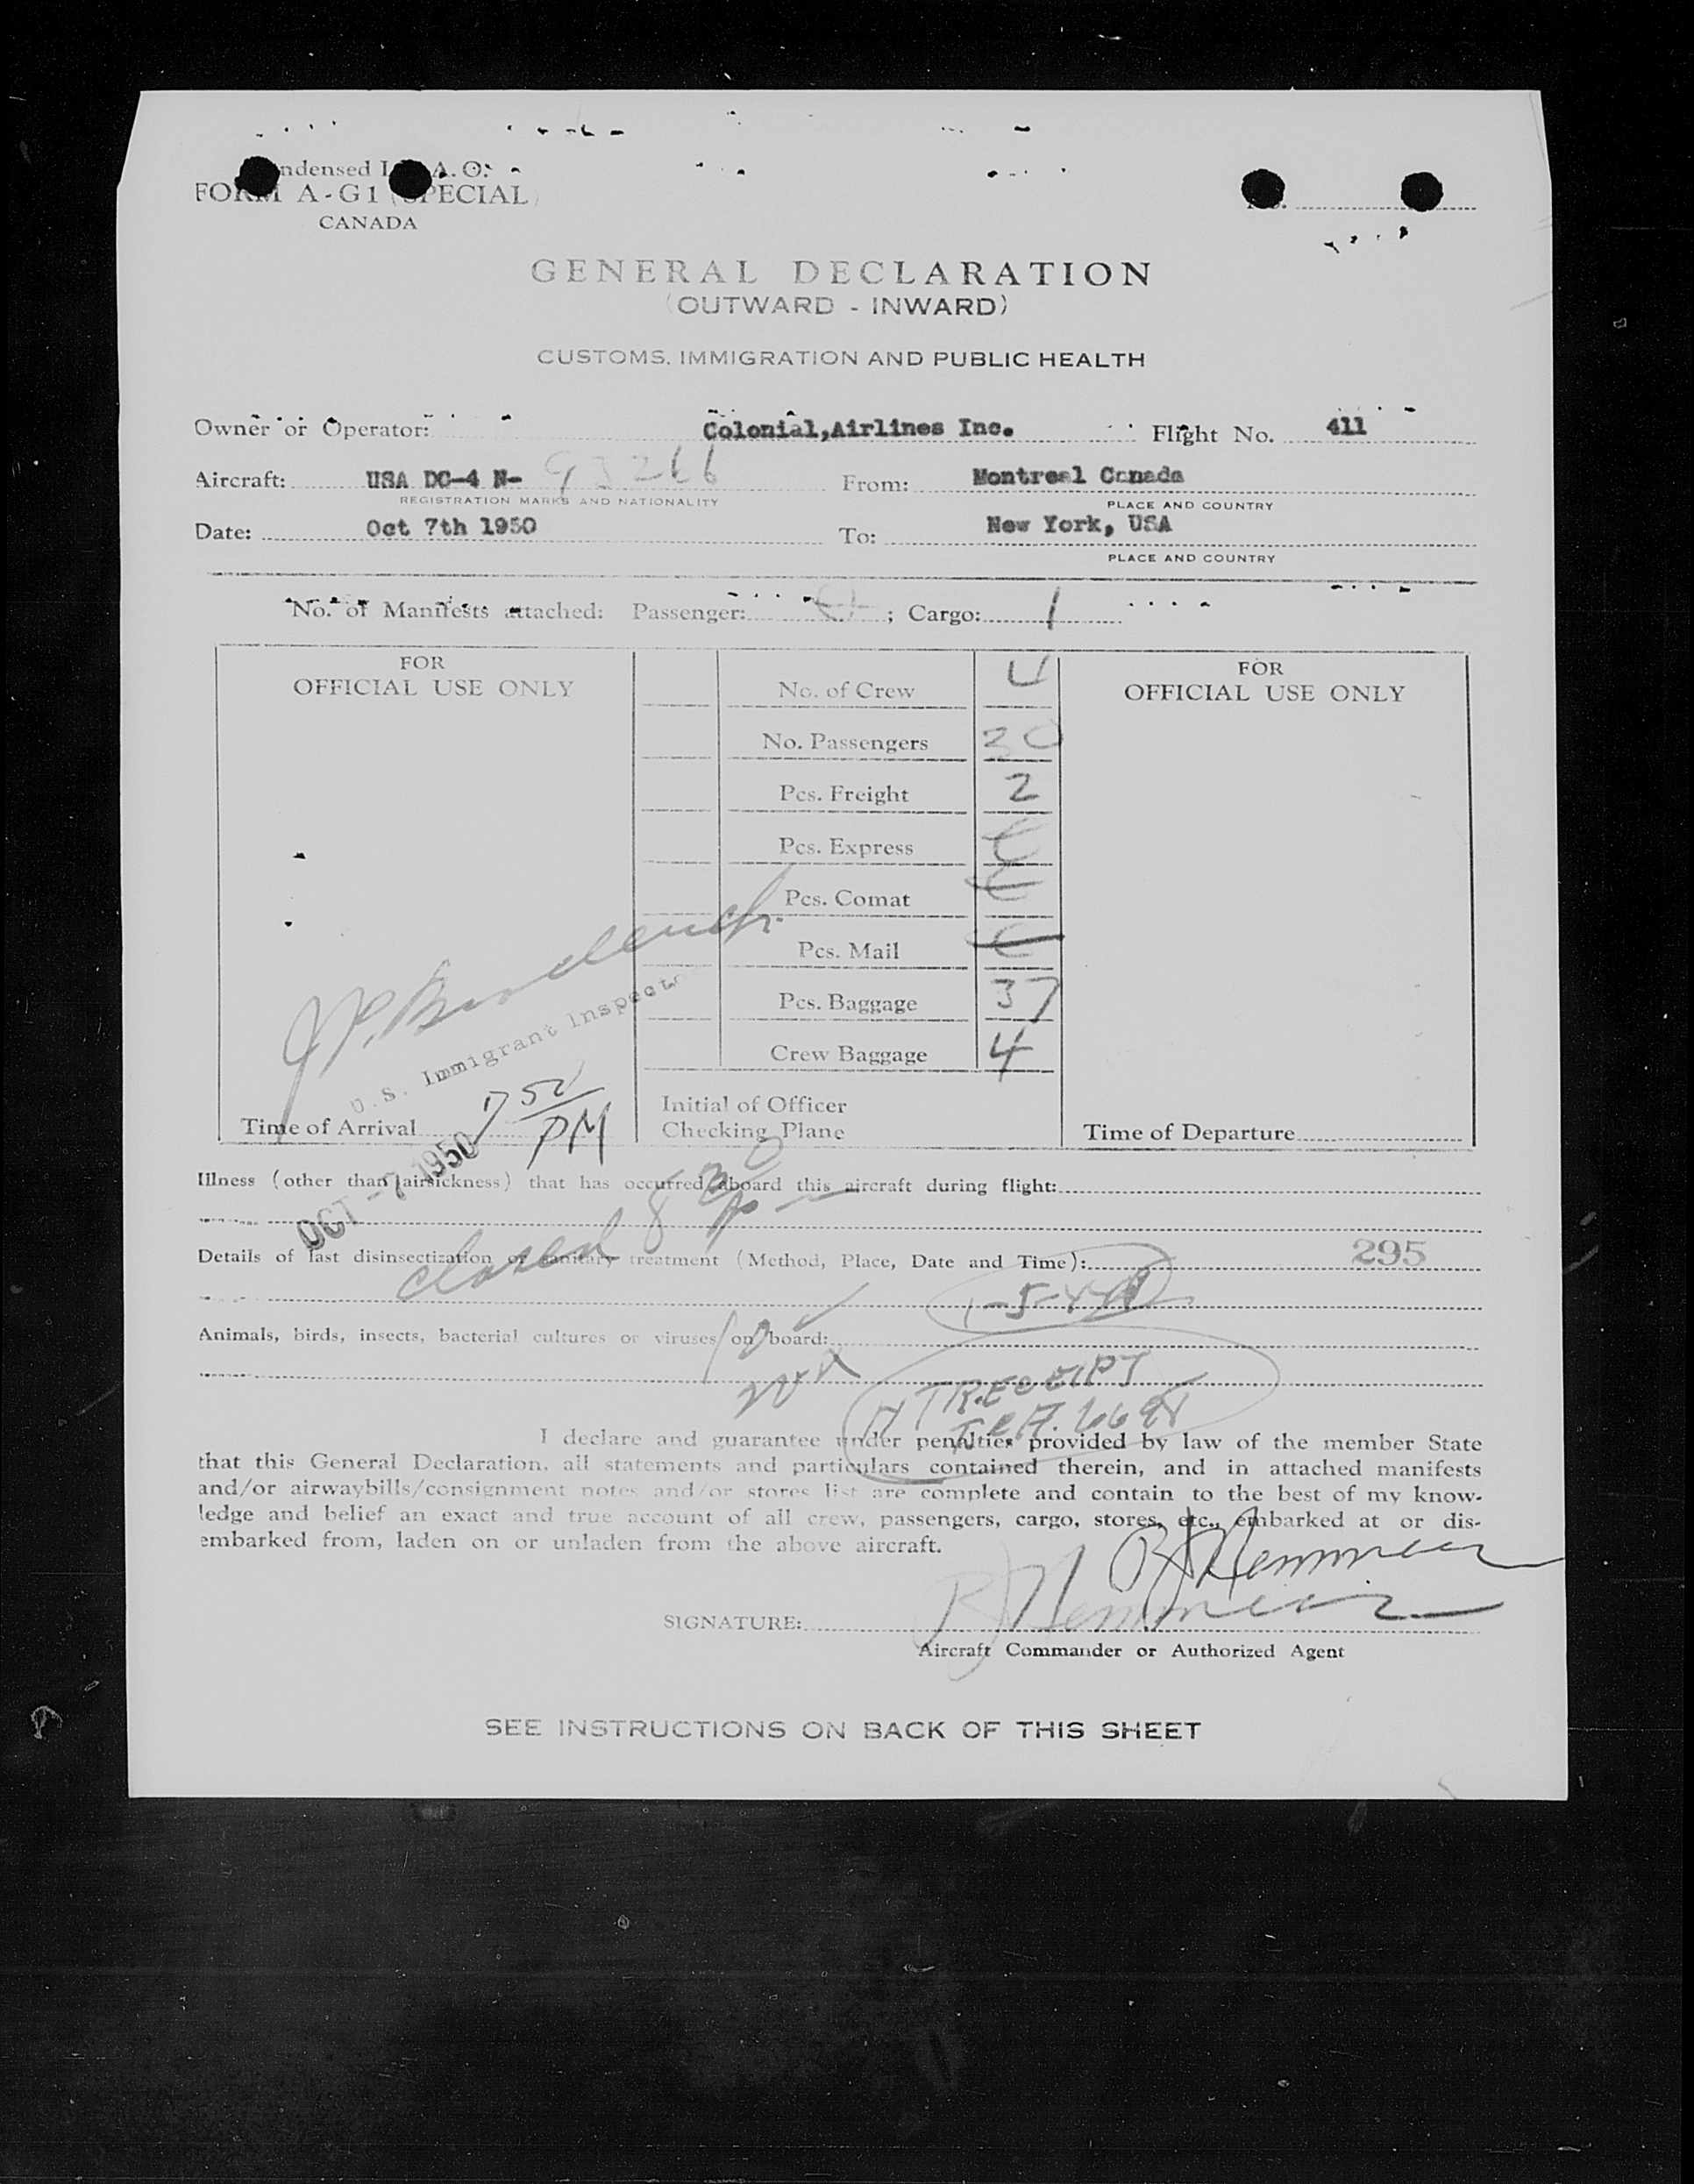 ndensed I A. O.
FORM A-G1 (SPECIAL)
CANADA
GENERAL DECLARATION
(OUTWARD - INWARD)
CUSTOMS, IMMIGRATION AND PUBLIC HEALTH
Owner or Operator: Colonial,Airlines Inc. Flight No. 411
Aircraft: USA DC-4 N- From: Montreal Canada
REGISTRATION MARKS AND NATIONALITY PLACE AND COUNTRY
Date: Oct 7th 1950 To: New York, USA
PLACE AND COUNTRY
No. of Manifests attached: Passenger: ; Cargo: 1
FOR
OFFICIAL USE ONLY
No. of Crew 4
No. Passengers 30
Pcs. Freight 2
Pcs. Express
Pcs. Comat
Pcs. Mail
Pcs. Baggage 37
Crew Baggage 4
Initial of Officer
Checking Plane
FOR
OFFICIAL USE ONLY
U.S. Immigrant Inspector
Time of Arrival 7 52 PM
Time of Departure
OCT - 7 1950
Illness (other than airsickness) that has occurred aboard this aircraft during flight:
closed 8 30
Details of last disinsectization or sanitary treatment (Method, Place, Date and Time): 295
Animals, birds, insects, bacterial cultures or viruses on board:
RECEIPT
I declare and guarantee under penalties provided by law of the member State
that this General Declaration, all statements and particulars contained therein, and in attached manifests
and/or airwaybills/consignment notes and/or stores list are complete and contain to the best of my know-
ledge and belief an exact and true account of all crew, passengers, cargo, stores, etc., embarked at or dis-
embarked from, laden on or unladen from the above aircraft.
SIGNATURE:
Aircraft Commander or Authorized Agent
SEE INSTRUCTIONS ON BACK OF THIS SHEET